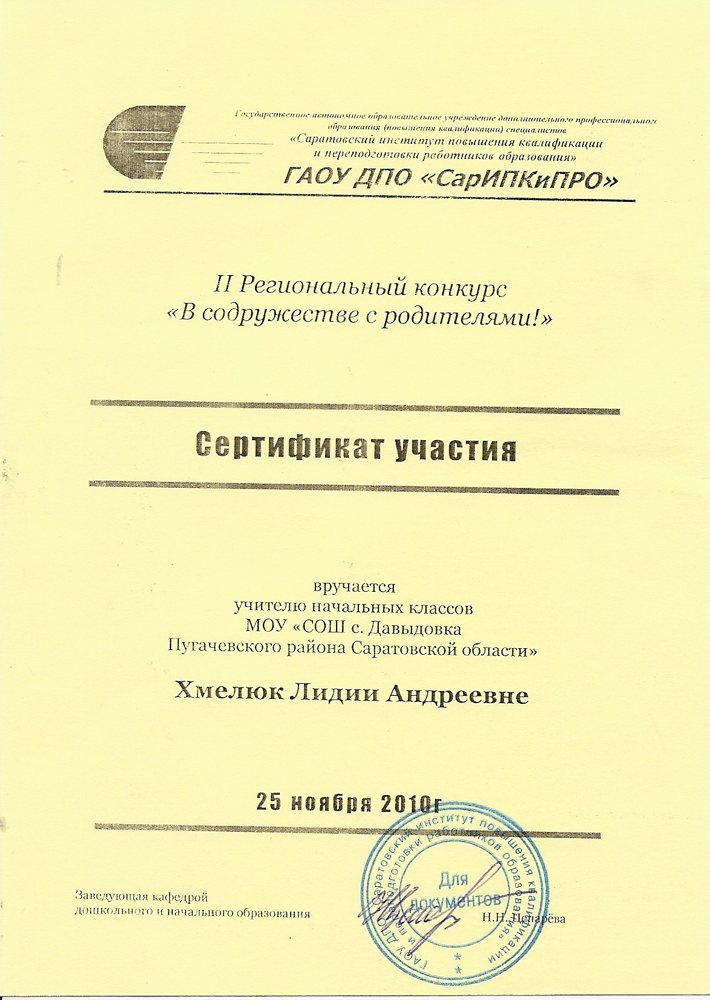 Государственное автономное образовательное учреждение дополнительного профессионального
образования (повышения квалификации) специалистов
«Саратовский институт повышения квалификации
и переподготовки работников образования»
ГАОУ ДПО «СарИПКиПРО»
II Региональный конкурс
«В содружестве с родителями!»
Сертификат участия
вручается
учителю начальных классов
МОУ «СОШ с. Давыдовка
Пугачевского района Саратовской области»
Хмелюк Лидии Андреевне
25 ноября 2010г
Заведующая кафедрой
дошкольного и начального образования
Н.Н.
ГАОУ ДПО «Саратовский институт повышения квалификации
и переподготовки работников образования»
Для
документов